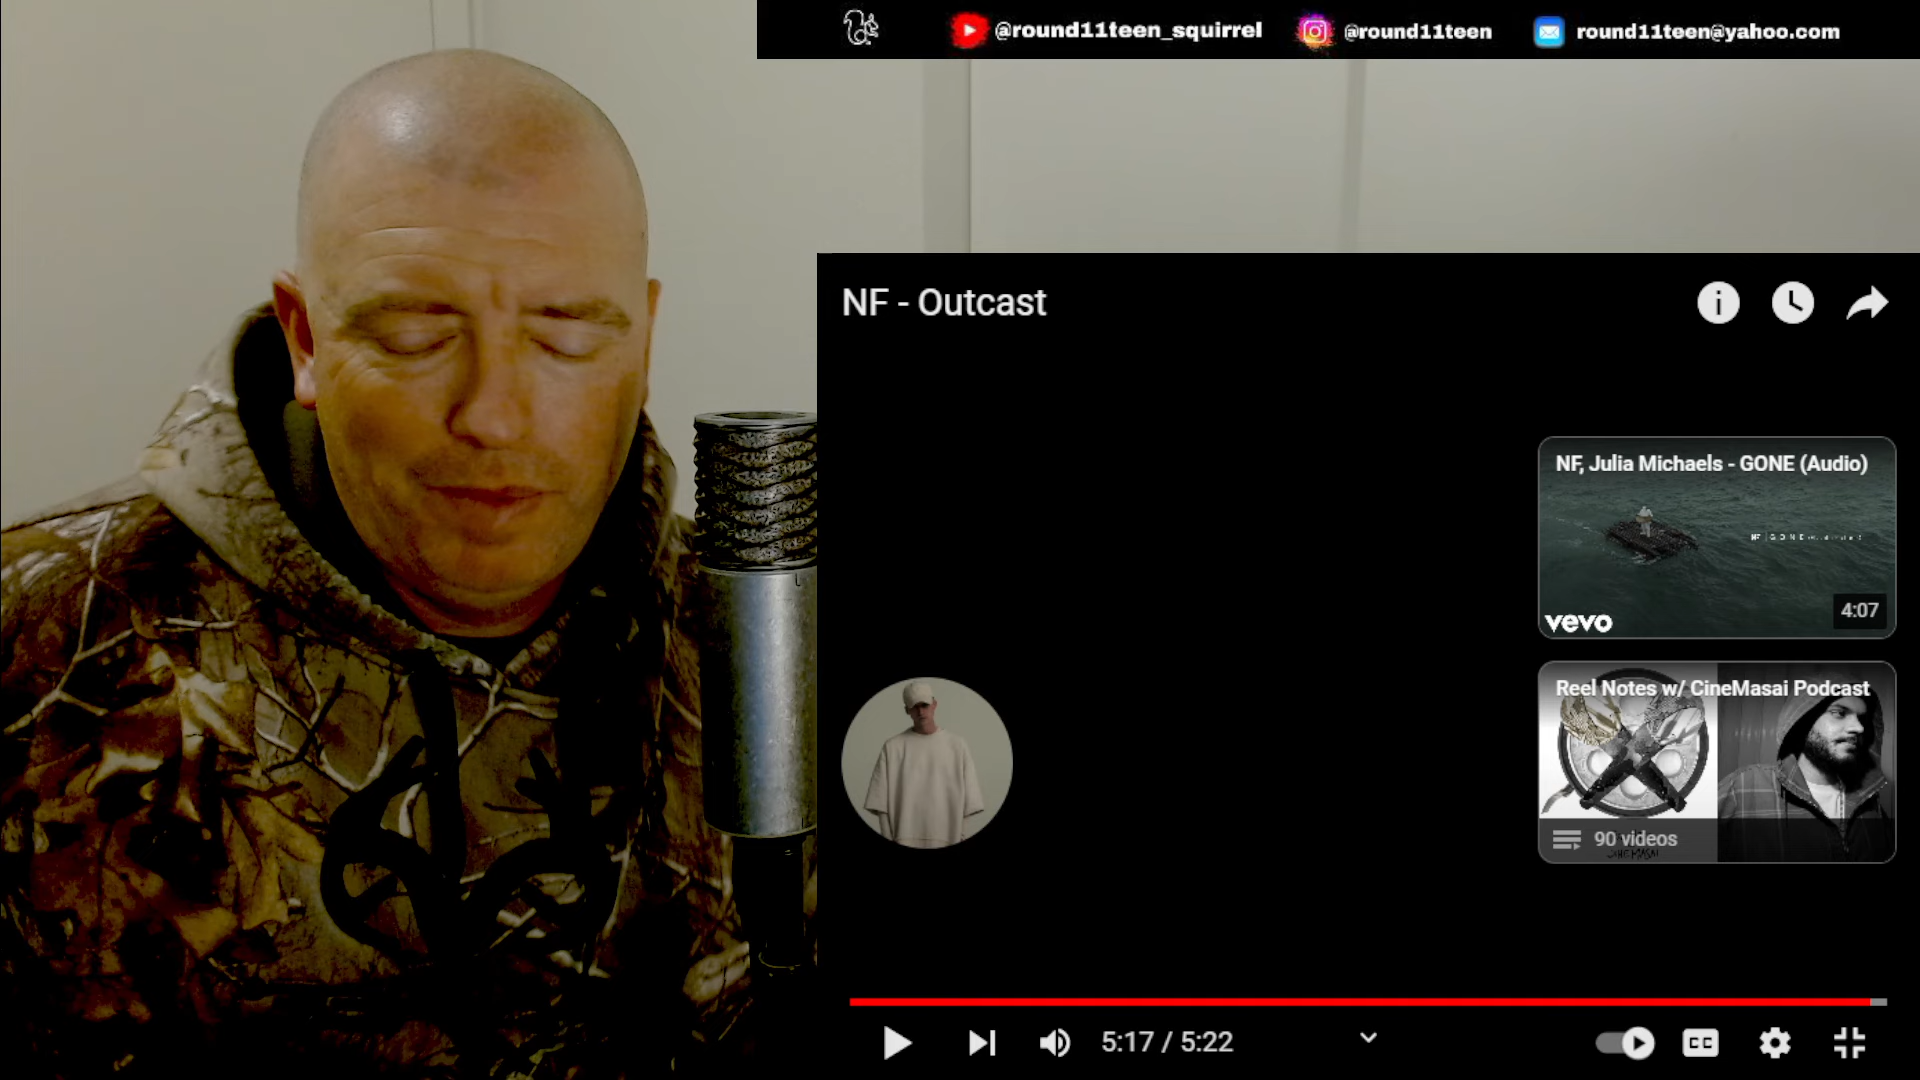 @round11teen_squirrel
@round11teen
round11teen@yahoo.com
NF - Outcast
NF, Julia Michaels - GONE (Audio)
vevo
4:07
Reel Notes w/ CineMasai Podcast
90 videos
5:17 / 5:22
CC